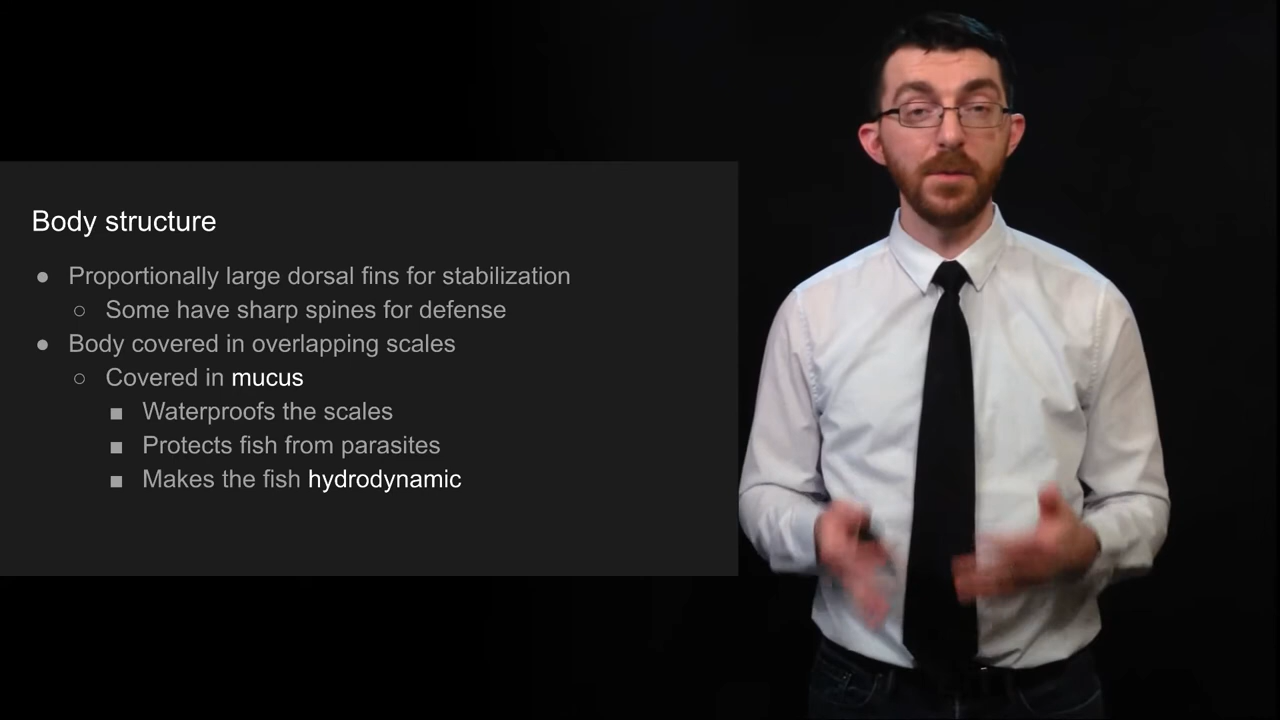 Body structure
● Proportionally large dorsal fins for stabilization
○ Some have sharp spines for defense
● Body covered in overlapping scales
○ Covered in mucus
■ Waterproofs the scales
■ Protects fish from parasites
■ Makes the fish hydrodynamic